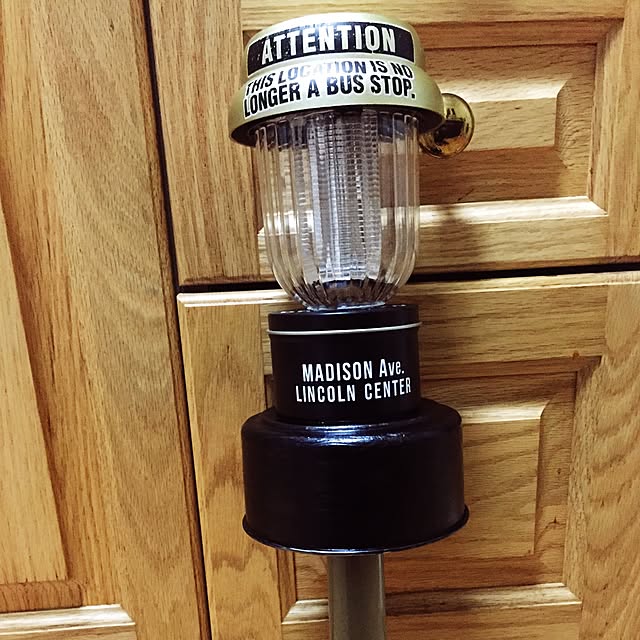 ATTENTION
THIS LOCATION IS NO
LONGER A BUS STOP.
MADISON Ave.
LINCOLN CENTER